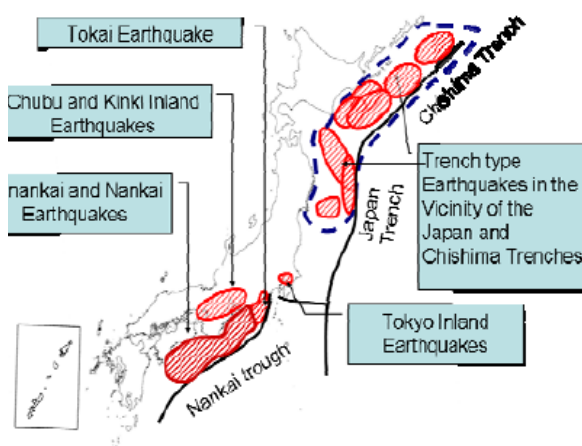 Tokai Earthquake
Chubu and Kinki Inland
Earthquakes
nankai and Nankai
Earthquakes
Chishima Trench
Trench type
Earthquakes in the
Vicinity of the
Japan and
Chishima Trenches
Japan
Trench
Tokyo Inland
Earthquakes
Nankai trough